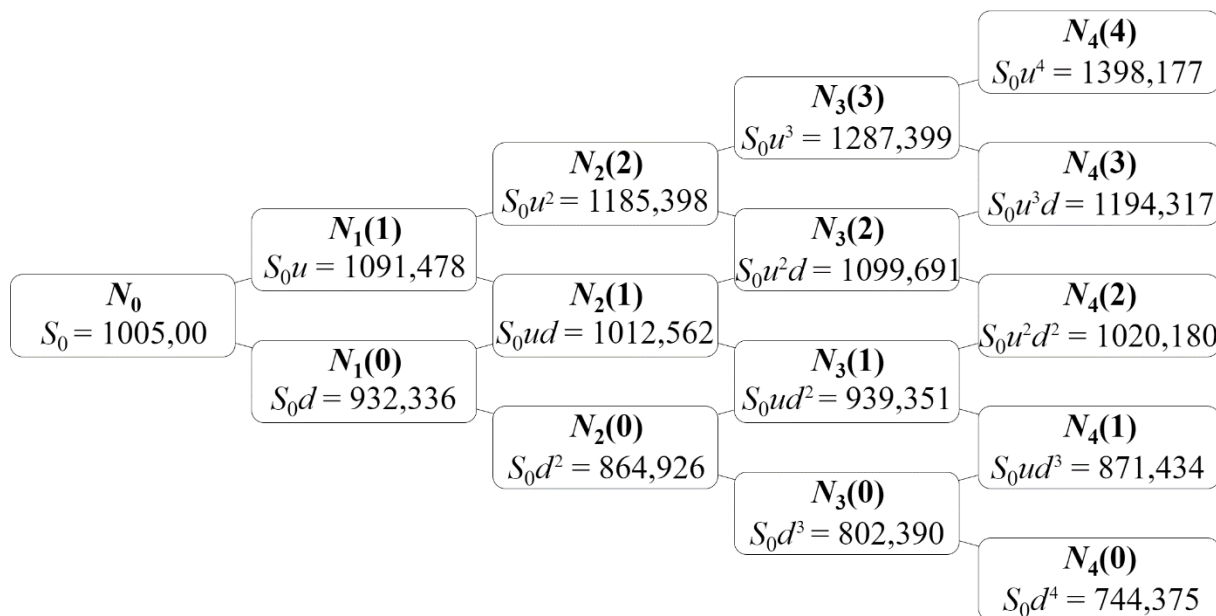 N₀
S₀ = 1005,00
N₁(1)
S₀u = 1091,478
N₁(0)
S₀d = 932,336
N₂(2)
S₀u² = 1185,398
N₂(1)
S₀ud = 1012,562
N₂(0)
S₀d² = 864,926
N₃(3)
S₀u³ = 1287,399
N₃(2)
S₀u²d = 1099,691
N₃(1)
S₀ud² = 939,351
N₃(0)
S₀d³ = 802,390
N₄(4)
S₀u⁴ = 1398,177
N₄(3)
S₀u³d = 1194,317
N₄(2)
S₀u²d² = 1020,180
N₄(1)
S₀ud³ = 871,434
N₄(0)
S₀d⁴ = 744,375